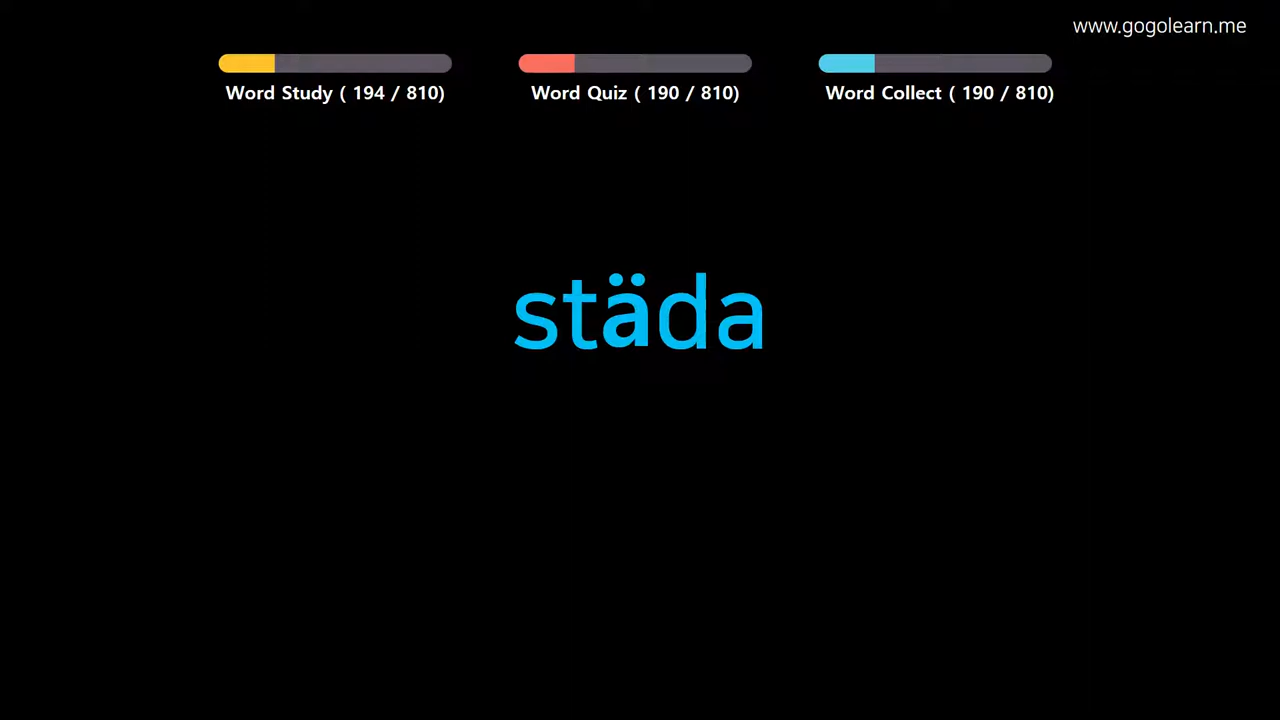 www.gogolearn.me
Word Study ( 194 / 810)
Word Quiz ( 190 / 810)
Word Collect ( 190 / 810)
städa